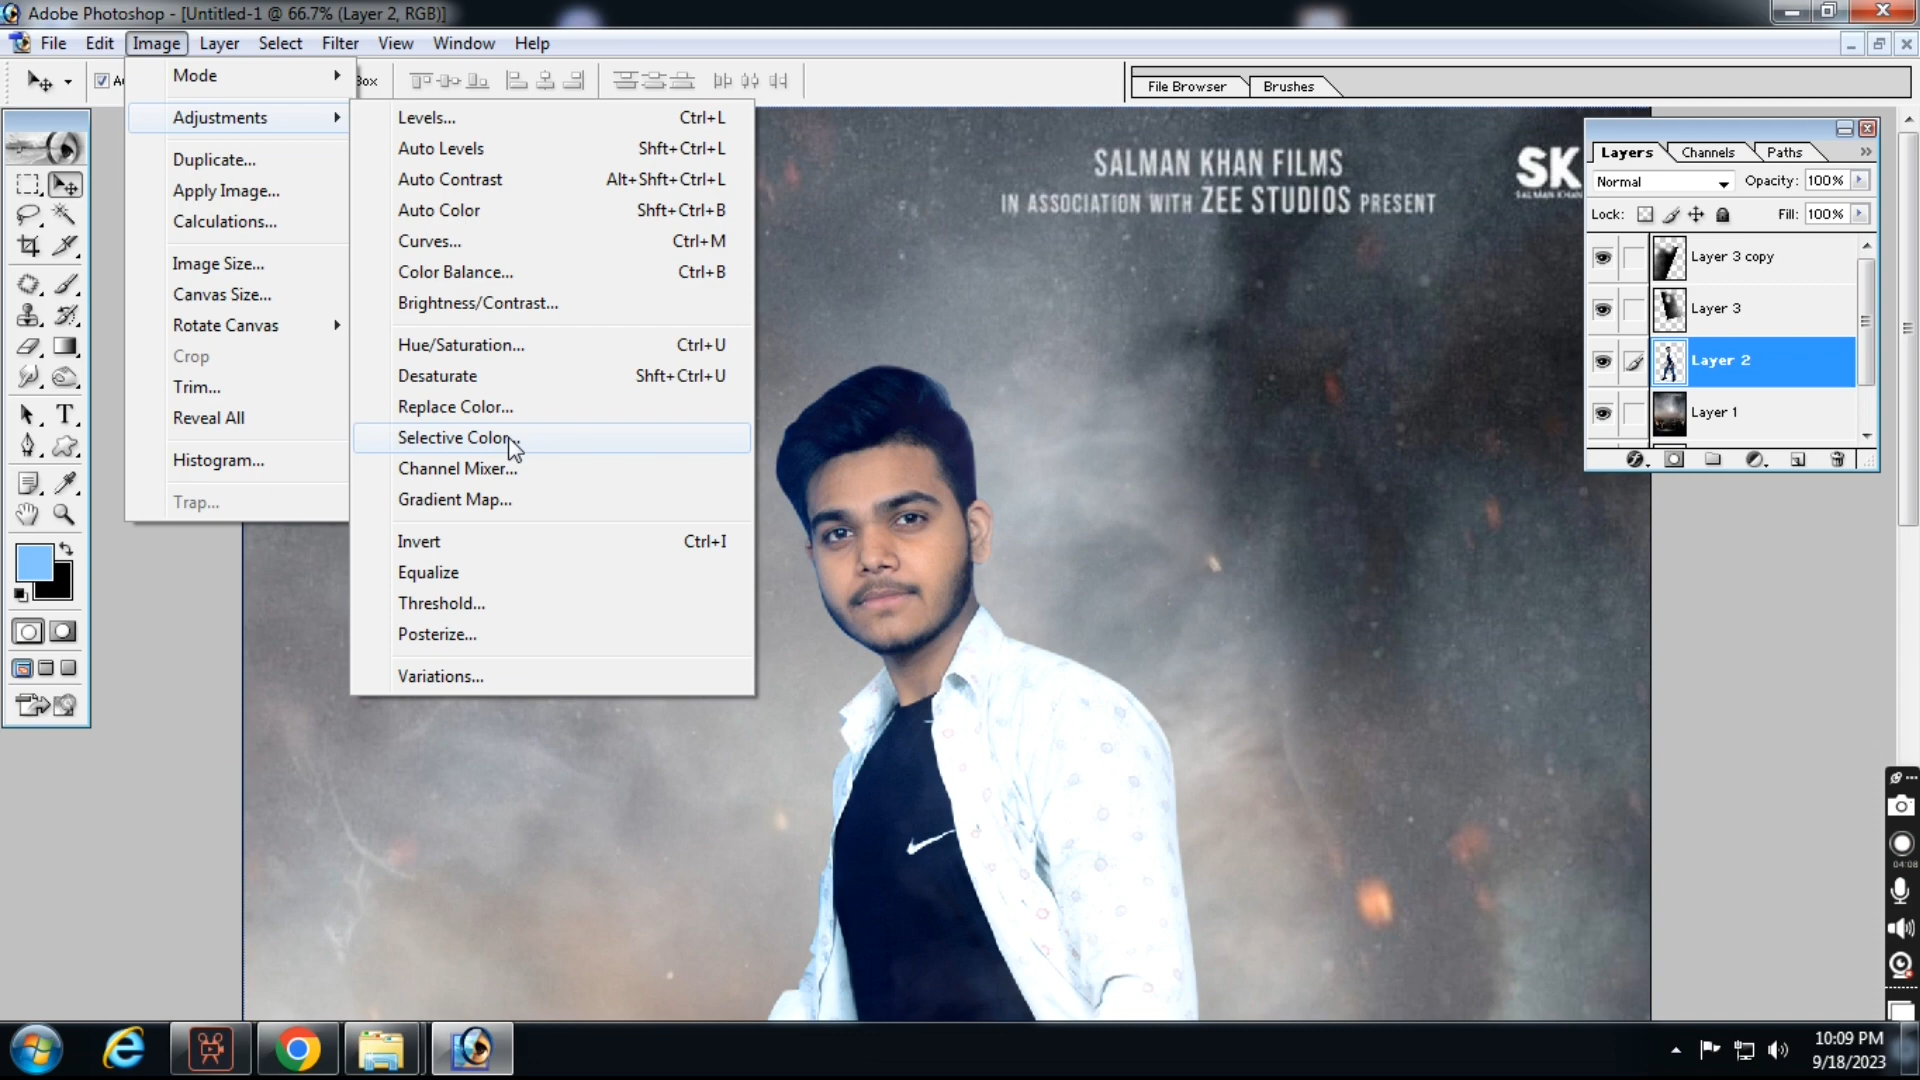 Adobe Photoshop - [Untitled-1 @ 66.7% (Layer 2, RGB)]
File Edit Image Layer Select Filter View Window Help
File Browser Brushes
Mode
Adjustments
Duplicate...
Apply Image...
Calculations...
Image Size...
Canvas Size...
Rotate Canvas
Crop
Trim...
Reveal All
Histogram...
Trap...
Levels... Ctrl+L
Auto Levels Shft+Ctrl+L
Auto Contrast Alt+Shft+Ctrl+L
Auto Color Shft+Ctrl+B
Curves... Ctrl+M
Color Balance... Ctrl+B
Brightness/Contrast...
Hue/Saturation... Ctrl+U
Desaturate Shft+Ctrl+U
Replace Color...
Selective Color...
Channel Mixer...
Gradient Map...
Invert Ctrl+I
Equalize
Threshold...
Posterize...
Variations...
SALMAN KHAN FILMS
IN ASSOCIATION WITH ZEE STUDIOS PRESENT
SK
SALMAN KHAN
Layers Channels Paths
Normal Opacity: 100%
Lock: Fill: 100%
Layer 3 copy
Layer 3
Layer 2
Layer 1
04:08
10:09 PM
9/18/2023